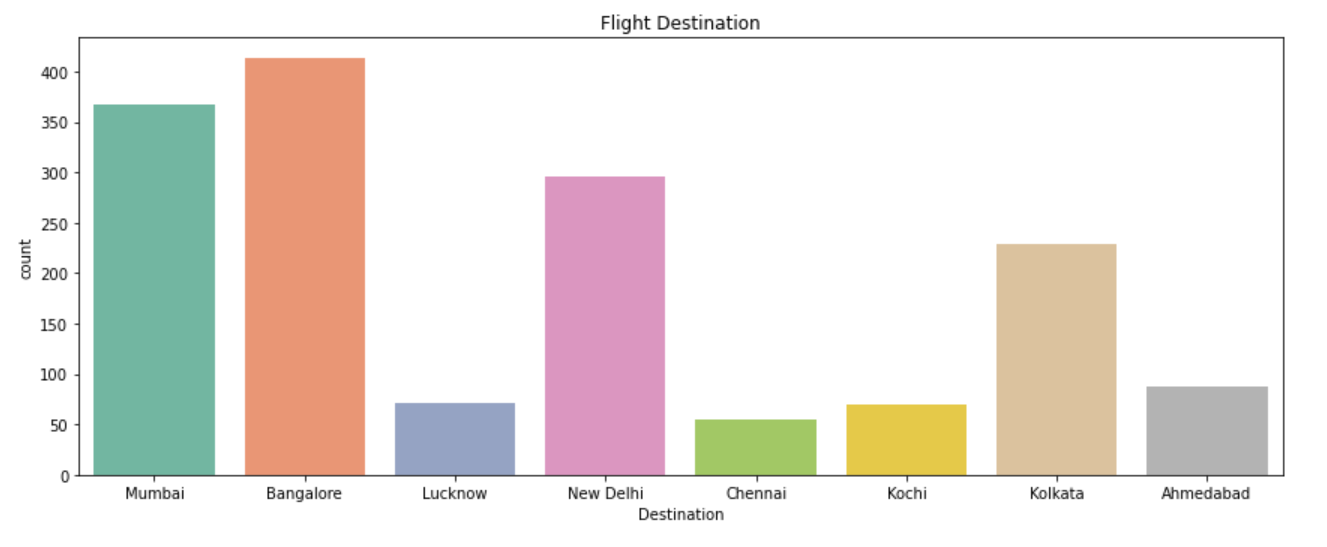 Flight Destination
400
350
300
250
200
150
100
50
0
count
Mumbai Bangalore Lucknow New Delhi Chennai Kochi Kolkata Ahmedabad
Destination